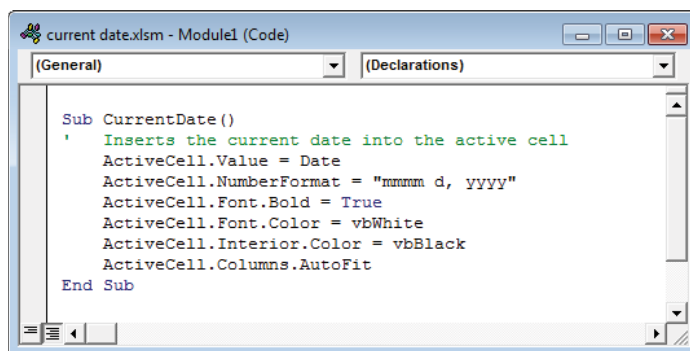 current date.xlsm - Module1 (Code)
(General) (Declarations)
Sub CurrentDate()
'   Inserts the current date into the active cell
    ActiveCell.Value = Date
    ActiveCell.NumberFormat = "mmmm d, yyyy"
    ActiveCell.Font.Bold = True
    ActiveCell.Font.Color = vbWhite
    ActiveCell.Interior.Color = vbBlack
    ActiveCell.Columns.AutoFit
End Sub